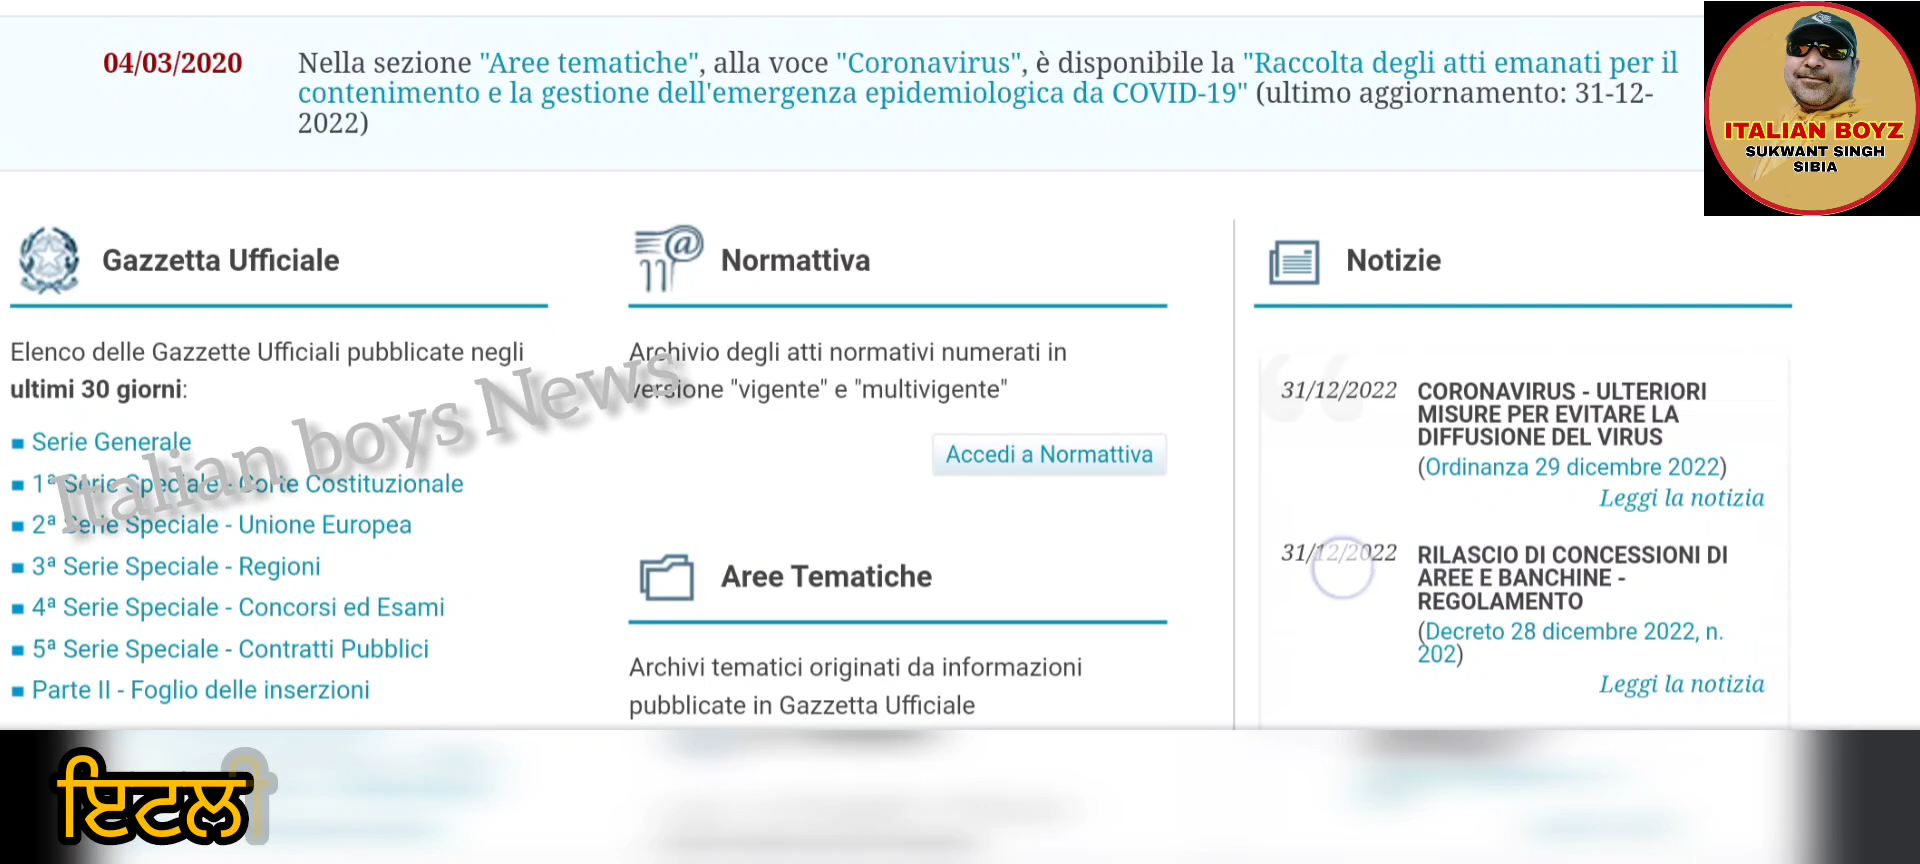 04/03/2020
Nella sezione "Aree tematiche", alla voce "Coronavirus", è disponibile la "Raccolta degli atti emanati per il
contenimento e la gestione dell'emergenza epidemiologica da COVID-19" (ultimo aggiornamento: 31-12-
2022)
ITALIAN BOYZ
SUKWANT SINGH
SIBIA
Gazzetta Ufficiale
Elenco delle Gazzette Ufficiali pubblicate negli
ultimi 30 giorni:
Serie Generale
1ª Serie Speciale - Corte Costituzionale
2ª Serie Speciale - Unione Europea
3ª Serie Speciale - Regioni
4ª Serie Speciale - Concorsi ed Esami
5ª Serie Speciale - Contratti Pubblici
Parte II - Foglio delle inserzioni
Italian boys News
Normattiva
Archivio degli atti normativi numerati in
versione "vigente" e "multivigente"
Accedi a Normattiva
Aree Tematiche
Archivi tematici originati da informazioni
pubblicate in Gazzetta Ufficiale
Notizie
31/12/2022
CORONAVIRUS - ULTERIORI
MISURE PER EVITARE LA
DIFFUSIONE DEL VIRUS
(Ordinanza 29 dicembre 2022)
Leggi la notizia
31/12/2022
RILASCIO DI CONCESSIONI DI
AREE E BANCHINE -
REGOLAMENTO
(Decreto 28 dicembre 2022, n.
202)
Leggi la notizia
ਇਟਲੀ